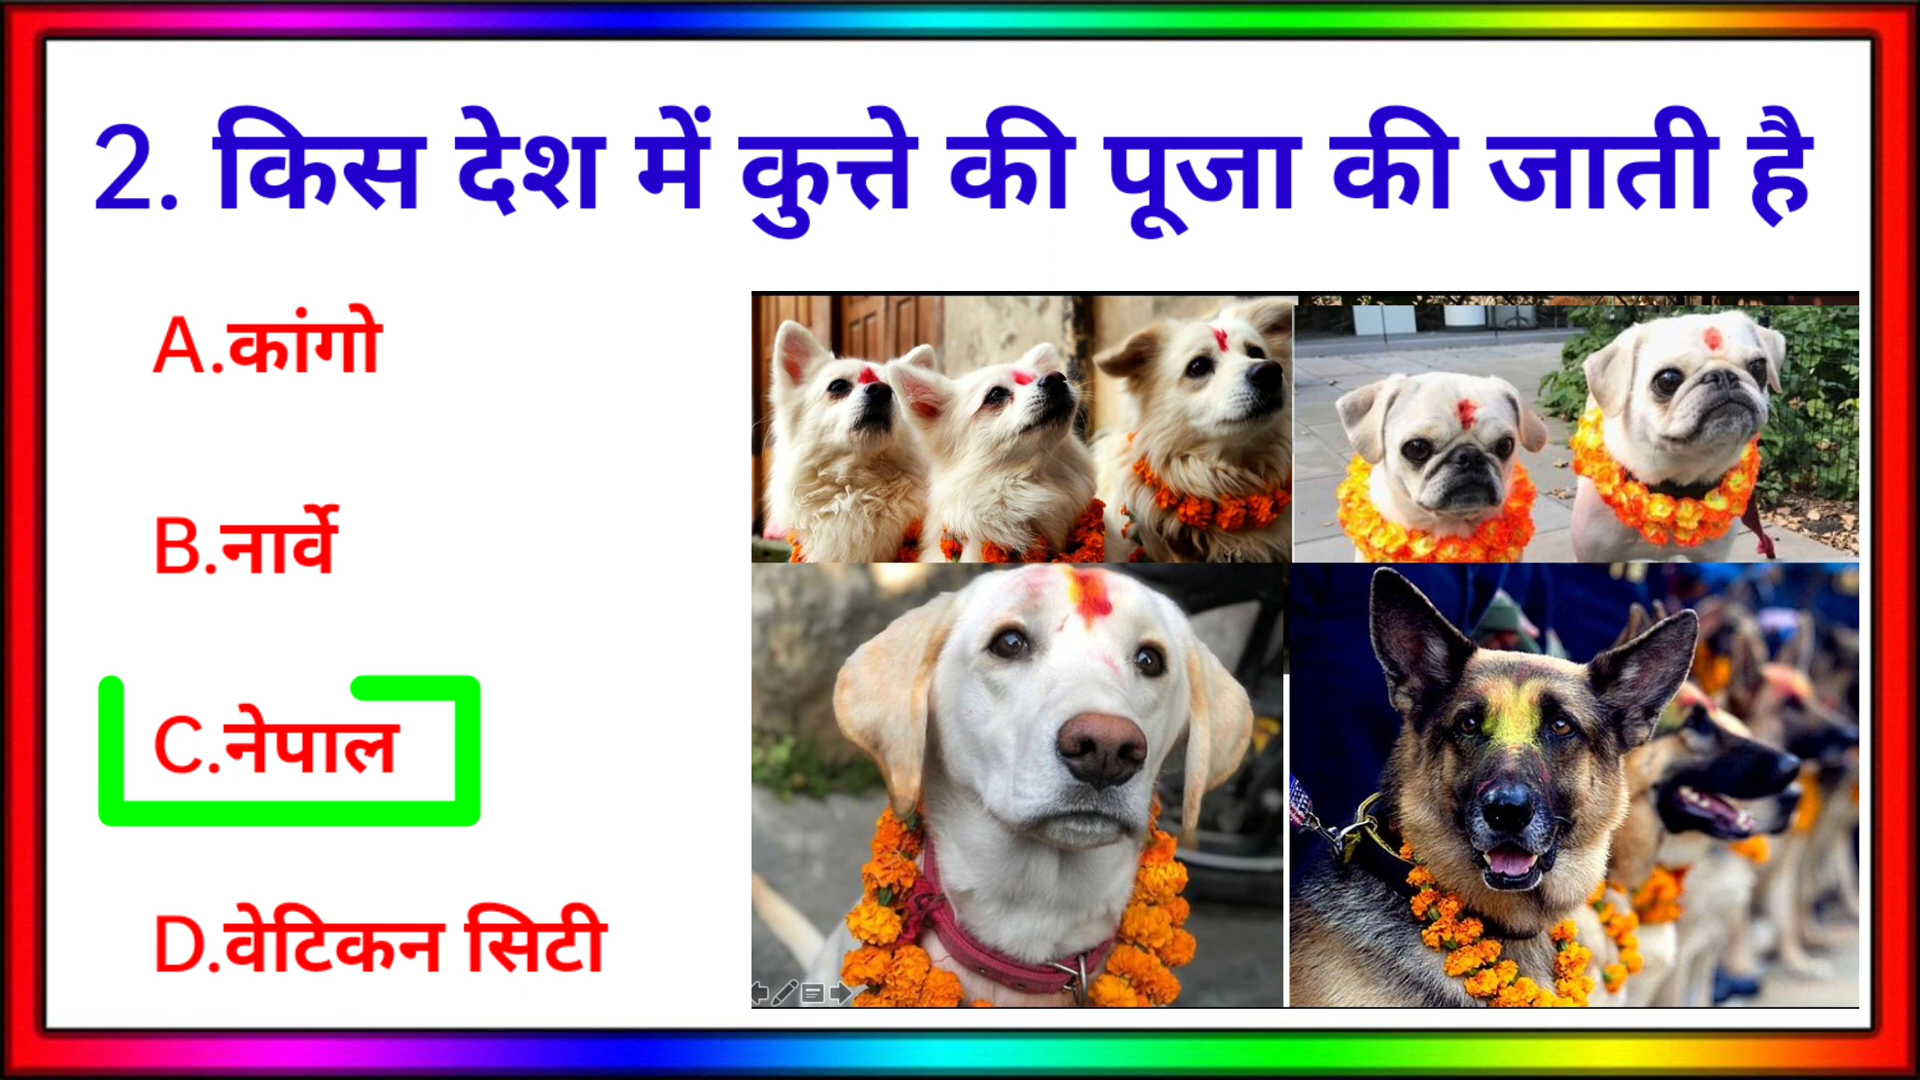 2. किस देश में कुत्ते की पूजा की जाती है
A.कांगो
B.नार्वे
C.नेपाल
D.वेटिकन सिटी